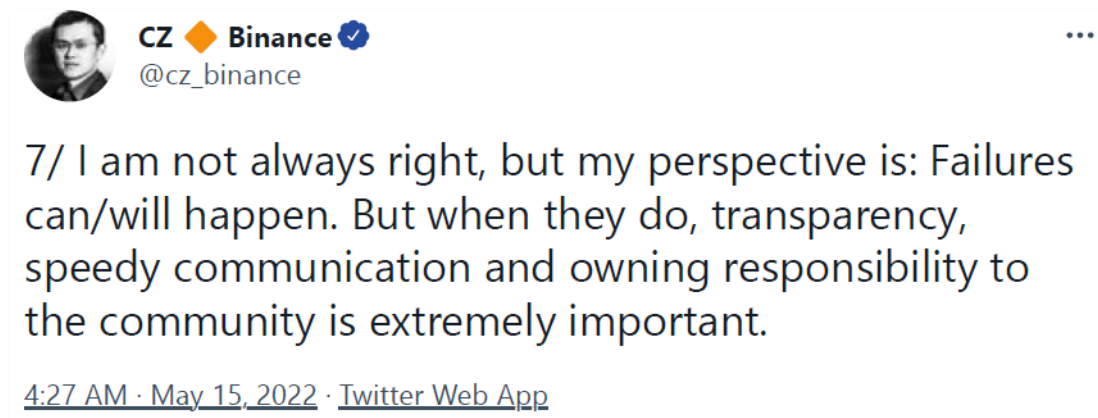 CZ 🔶 Binance
@cz_binance
7/ I am not always right, but my perspective is: Failures
can/will happen. But when they do, transparency,
speedy communication and owning responsibility to
the community is extremely important.
4:27 AM · May 15, 2022 · Twitter Web App